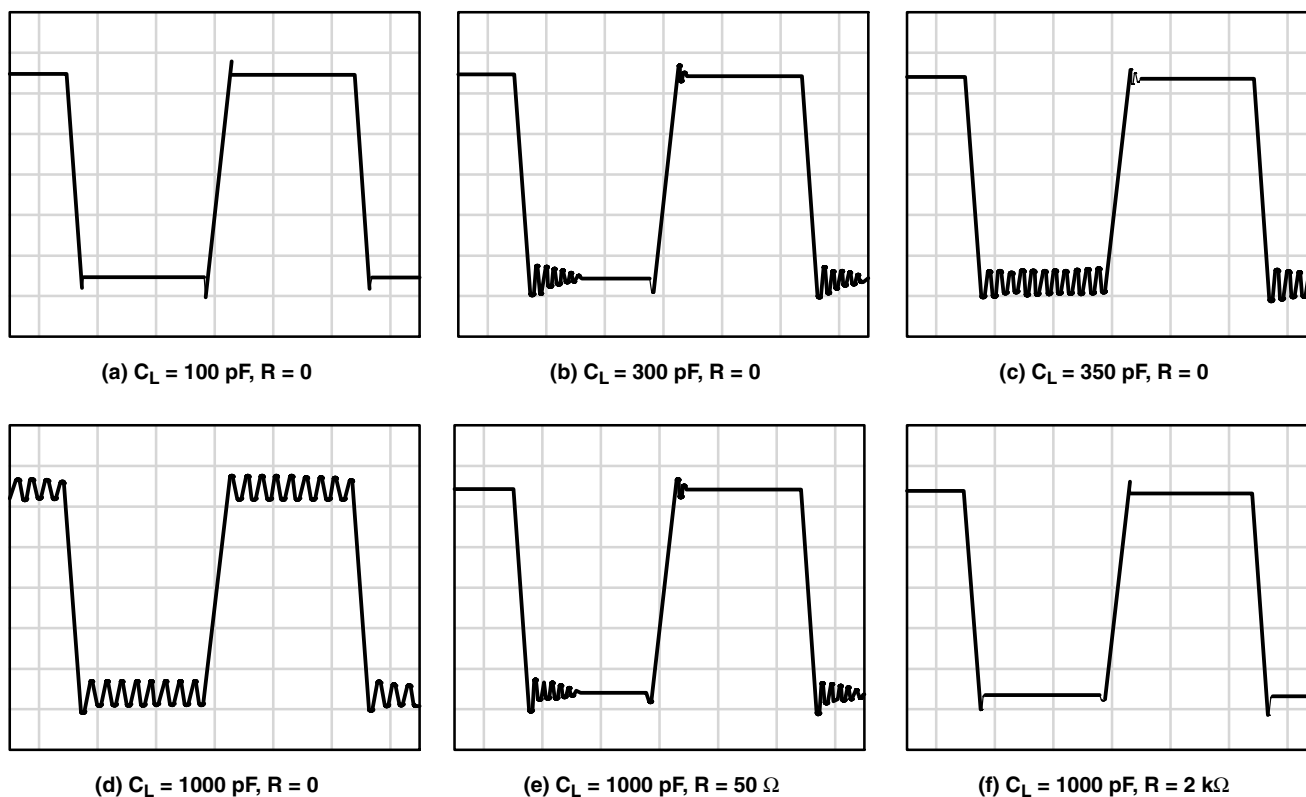 (a) C_L = 100 pF, R = 0
(b) C_L = 300 pF, R = 0
(c) C_L = 350 pF, R = 0
(d) C_L = 1000 pF, R = 0
(e) C_L = 1000 pF, R = 50 Ω
(f) C_L = 1000 pF, R = 2 kΩ